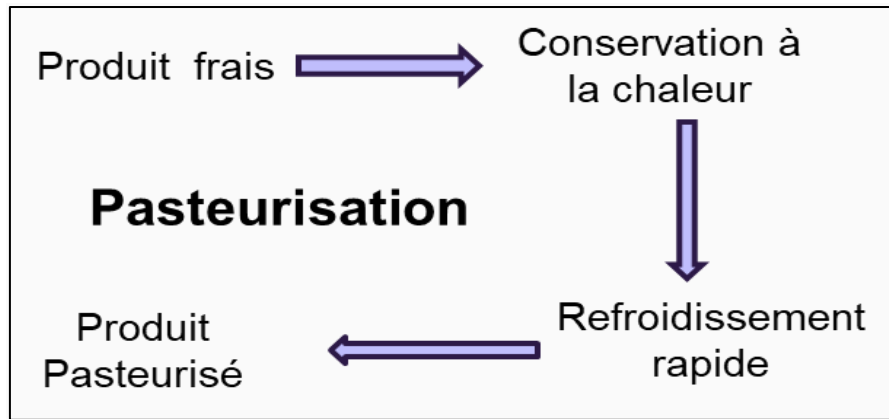 Produit frais
Conservation à
la chaleur
Pasteurisation
Refroidissement
rapide
Produit
Pasteurisé